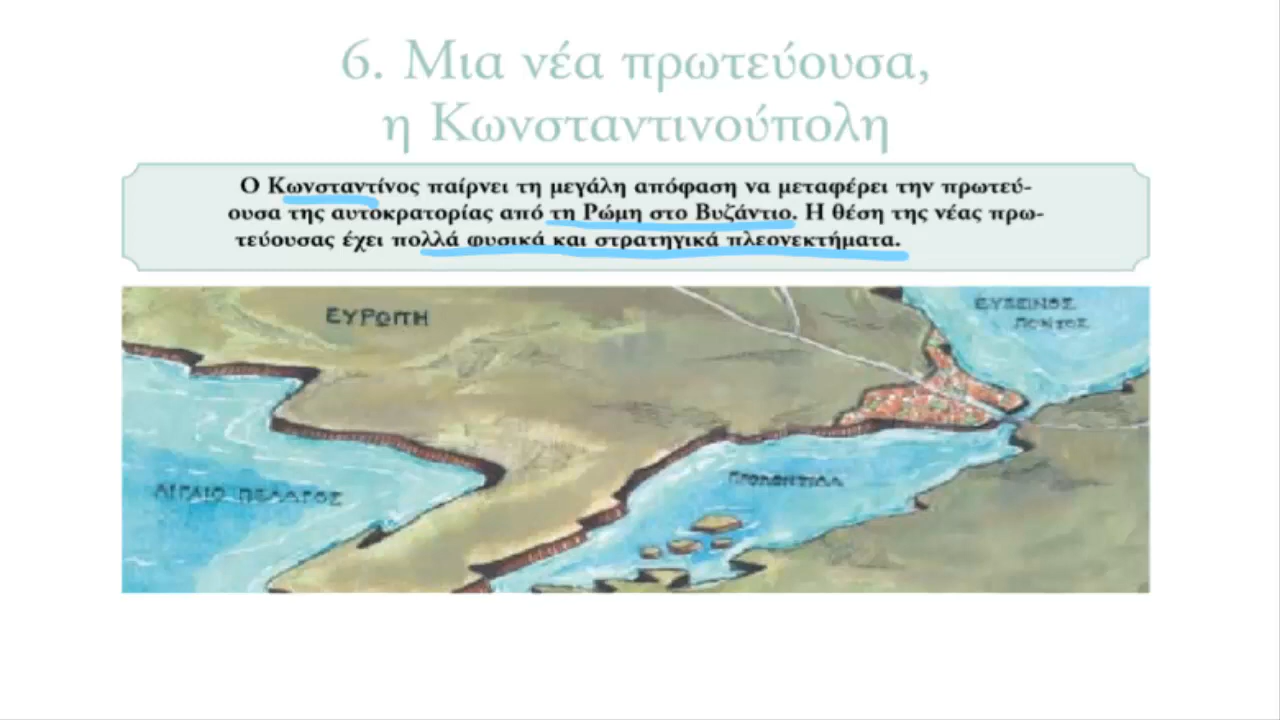 6. Μια νέα πρωτεύουσα,
η Κωνσταντινούπολη
Ο Κωνσταντίνος παίρνει τη μεγάλη απόφαση να μεταφέρει την πρωτεύ-
ουσα της αυτοκρατορίας από τη Ρώμη στο Βυζάντιο. Η θέση της νέας πρω-
τεύουσας έχει πολλά φυσικά και στρατηγικά πλεονεκτήματα.
ΕΥΡΩΠΗ
ΕΥΞΕΙΝΟΣ
ΠΟΝΤΟΣ
ΑΙΓΑΙΟ ΠΕΛΑΓΟΣ
ΠΡΟΠΟΝΤΙΔΑ